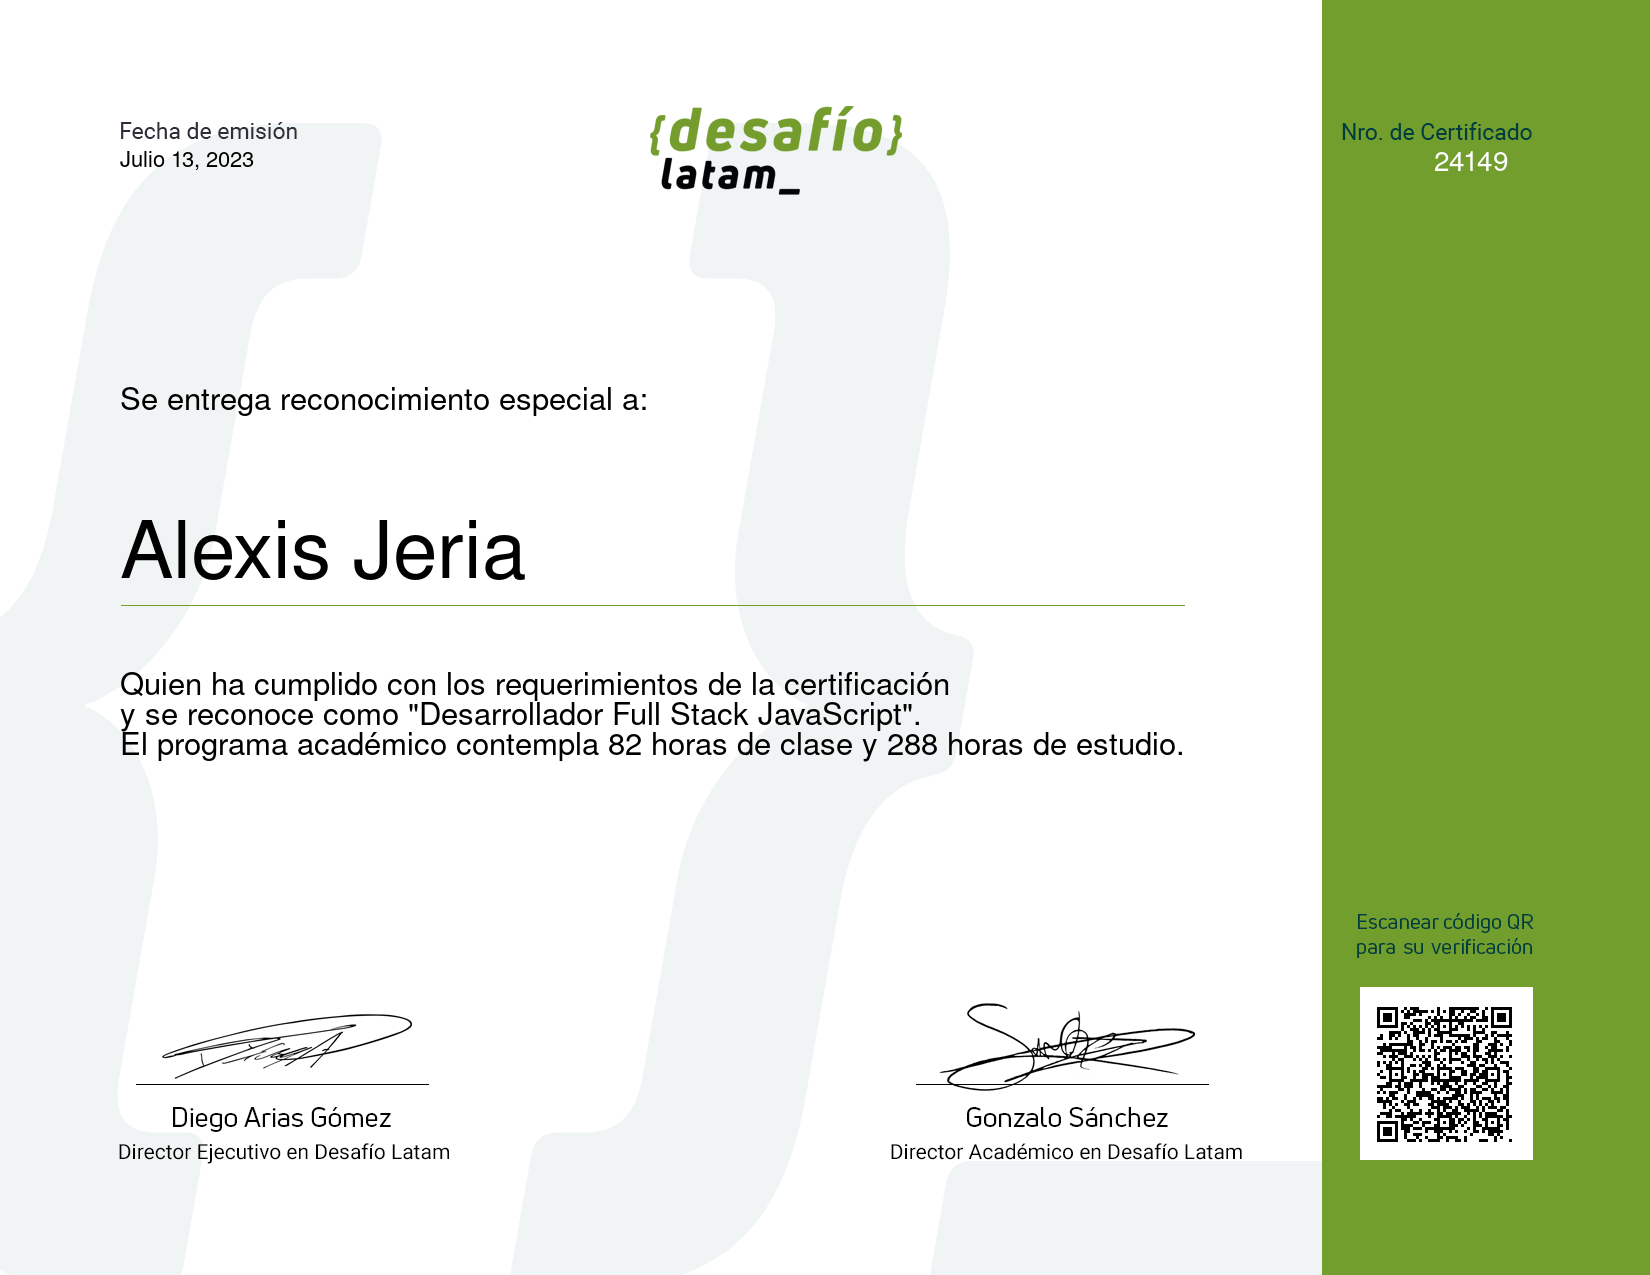 Fecha de emisión
Julio 13, 2023
{desafío}
latam_
Nro. de Certificado
24149
Se entrega reconocimiento especial a:
Alexis Jeria
Quien ha cumplido con los requerimientos de la certificación
y se reconoce como "Desarrollador Full Stack JavaScript".
El programa académico contempla 82 horas de clase y 288 horas de estudio.
Escanear código QR
para su verificación
Diego Arias Gómez
Director Ejecutivo en Desafío Latam
Gonzalo Sánchez
Director Académico en Desafío Latam